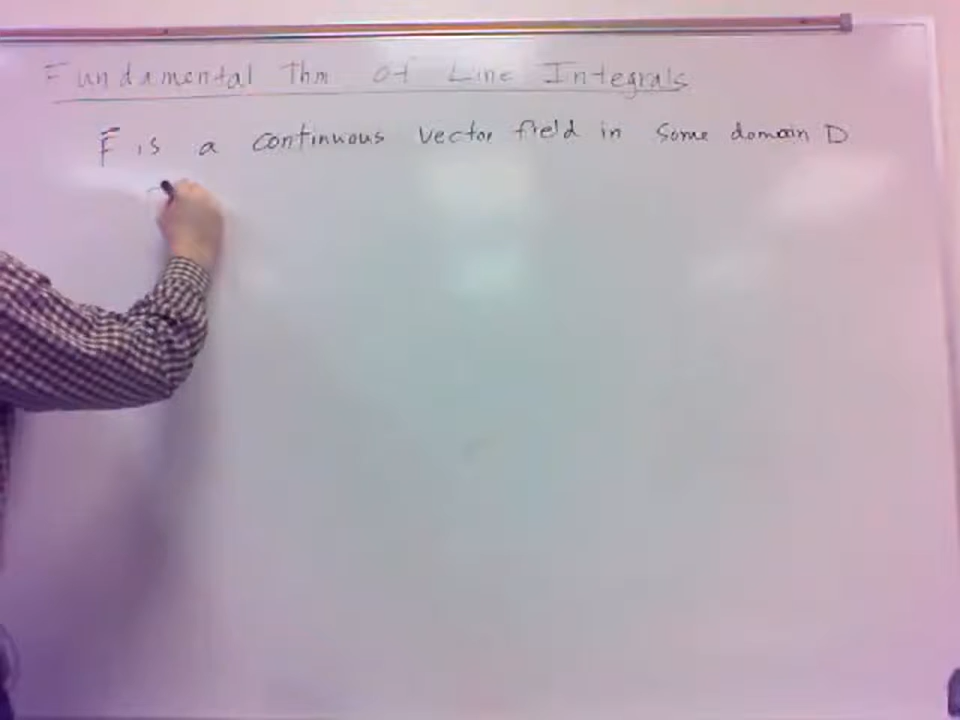 Fundamental Thm of Line Integrals
F⃗ is a continuous vector field in some domain D